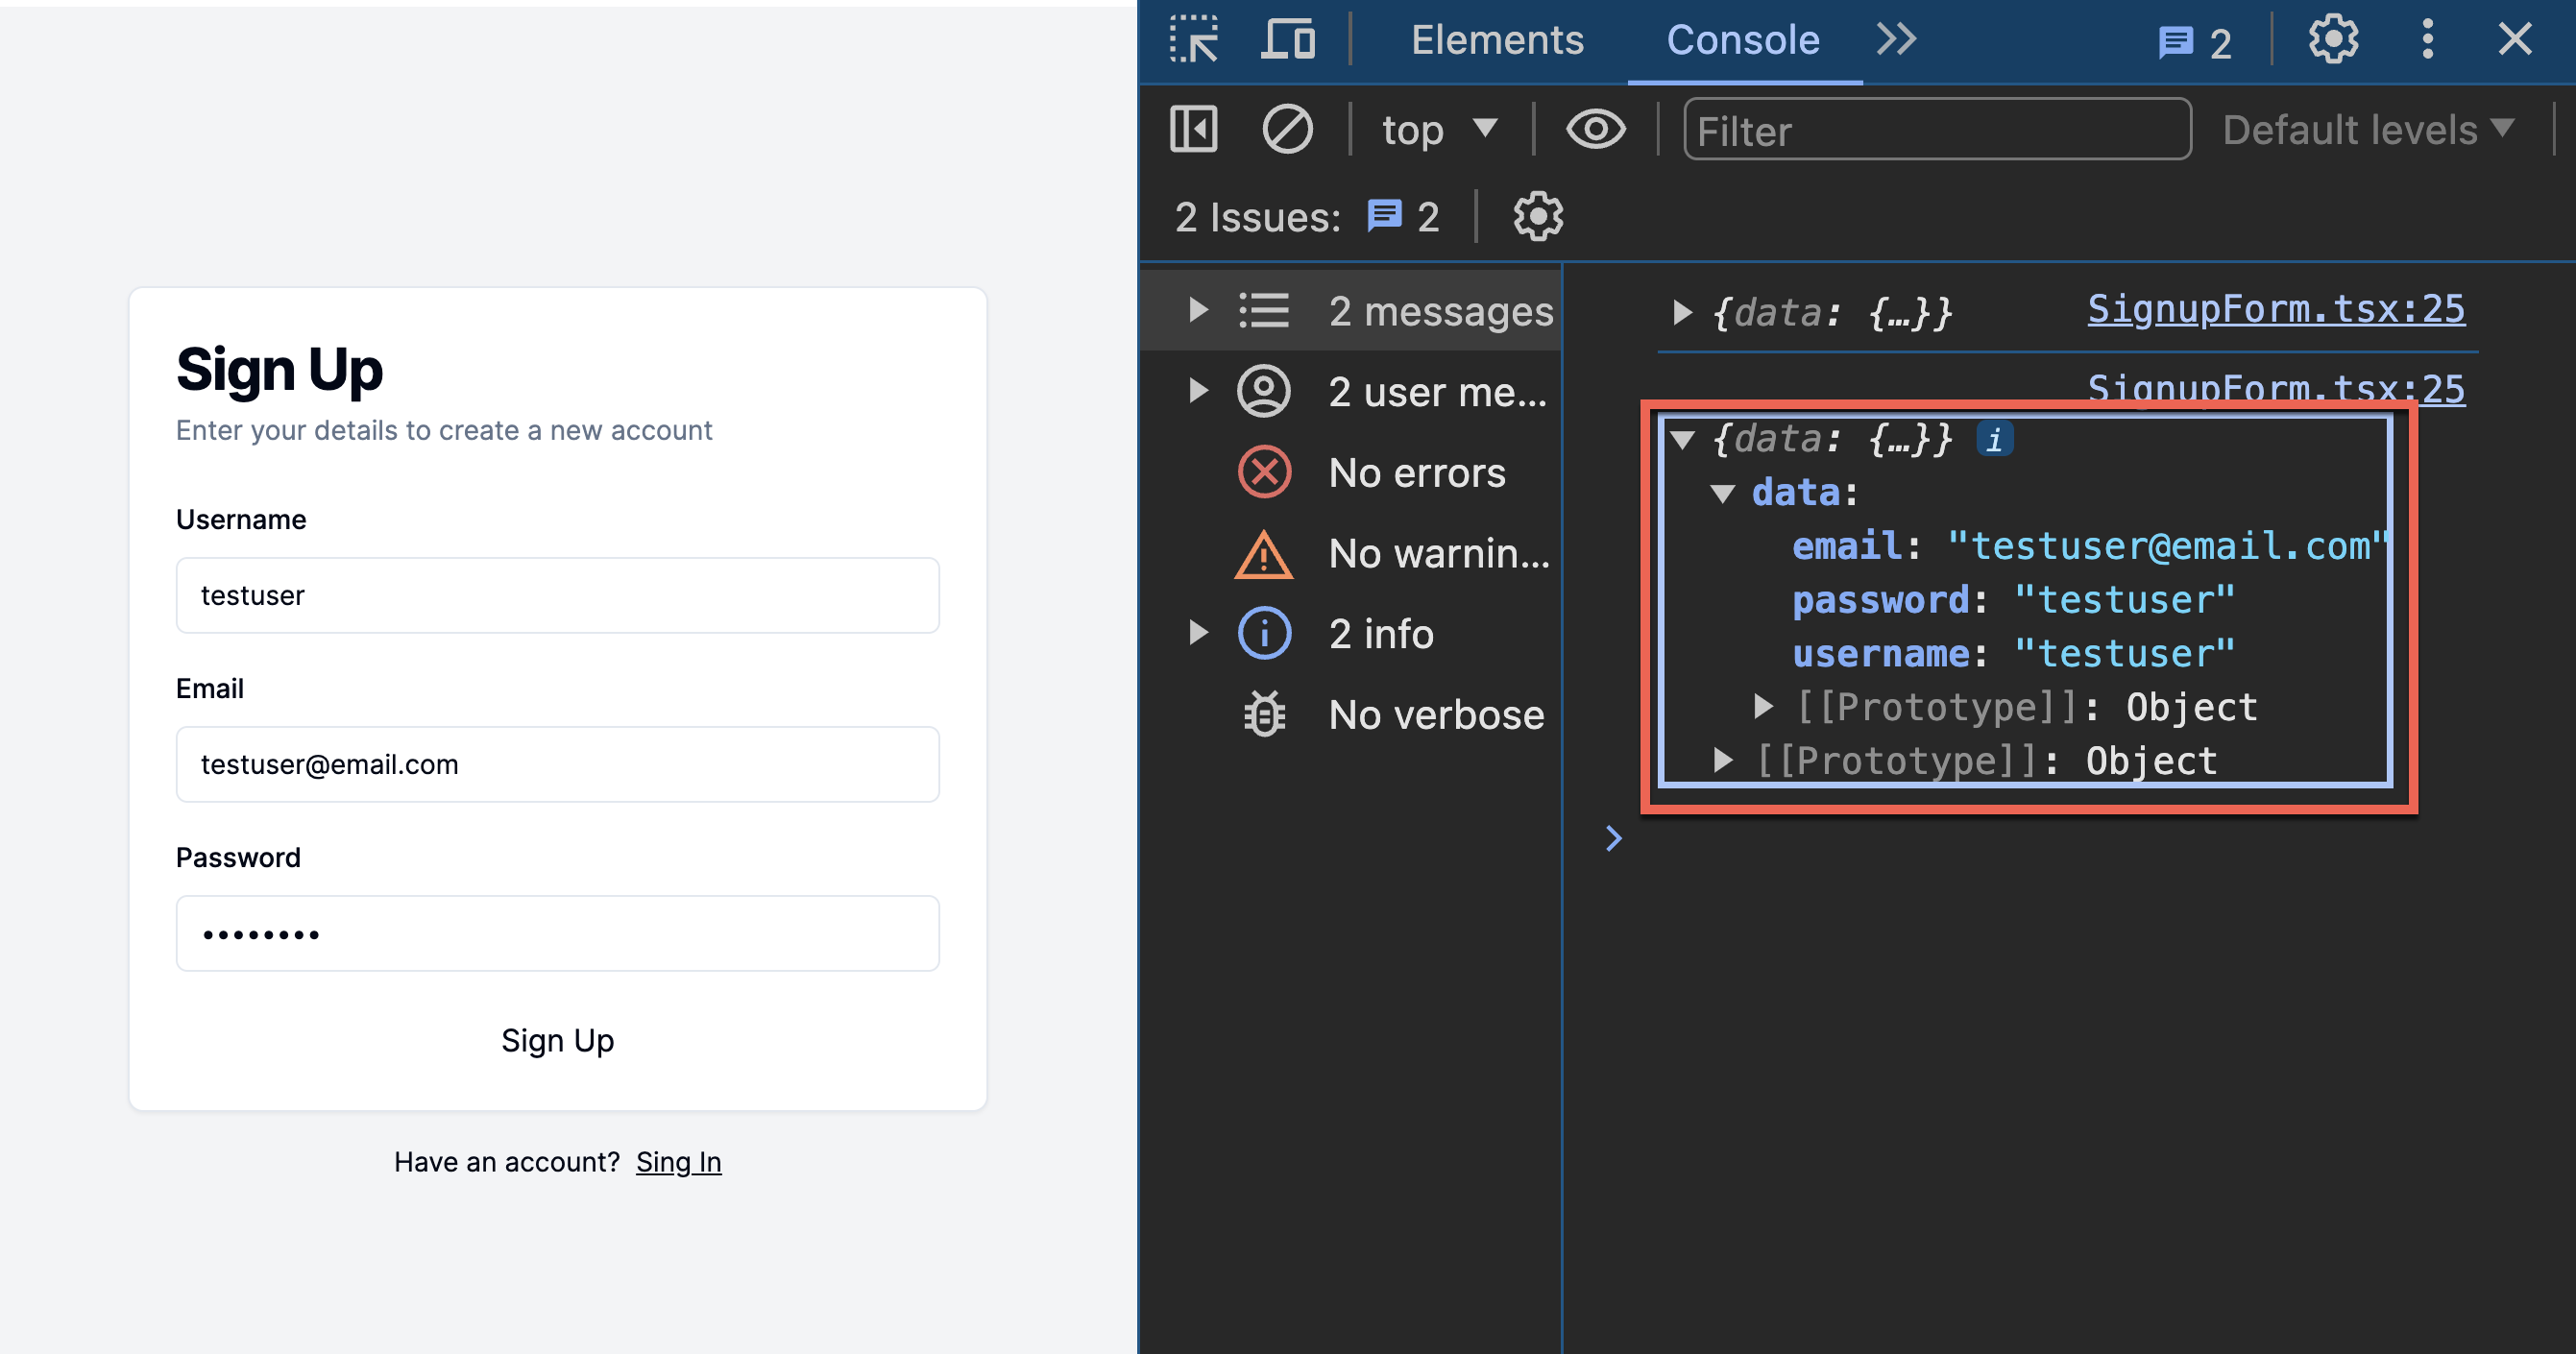 Sign Up
Enter your details to create a new account
Username
testuser
Email
testuser@email.com
Password
••••••••
Sign Up
Have an account? Sing In
Elements Console 2
top Filter Default levels
2 Issues: 2
2 messages
2 user me...
No errors
No warnin...
2 info
No verbose
{data: {…}} SignupForm.tsx:25
SignupForm.tsx:25
{data: {…}} i
data:
email: "testuser@email.com"
password: "testuser"
username: "testuser"
[[Prototype]]: Object
[[Prototype]]: Object